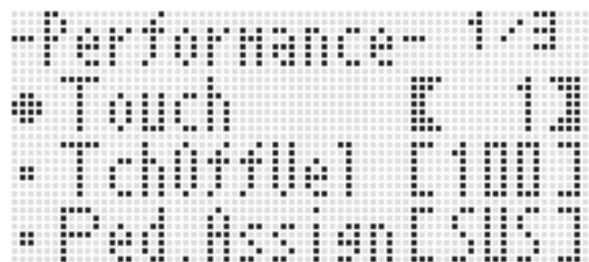 -Performance- 1/3
● Touch 【 1】
▪ TchOffVel [100]
▪ Ped.Assign[SUS]